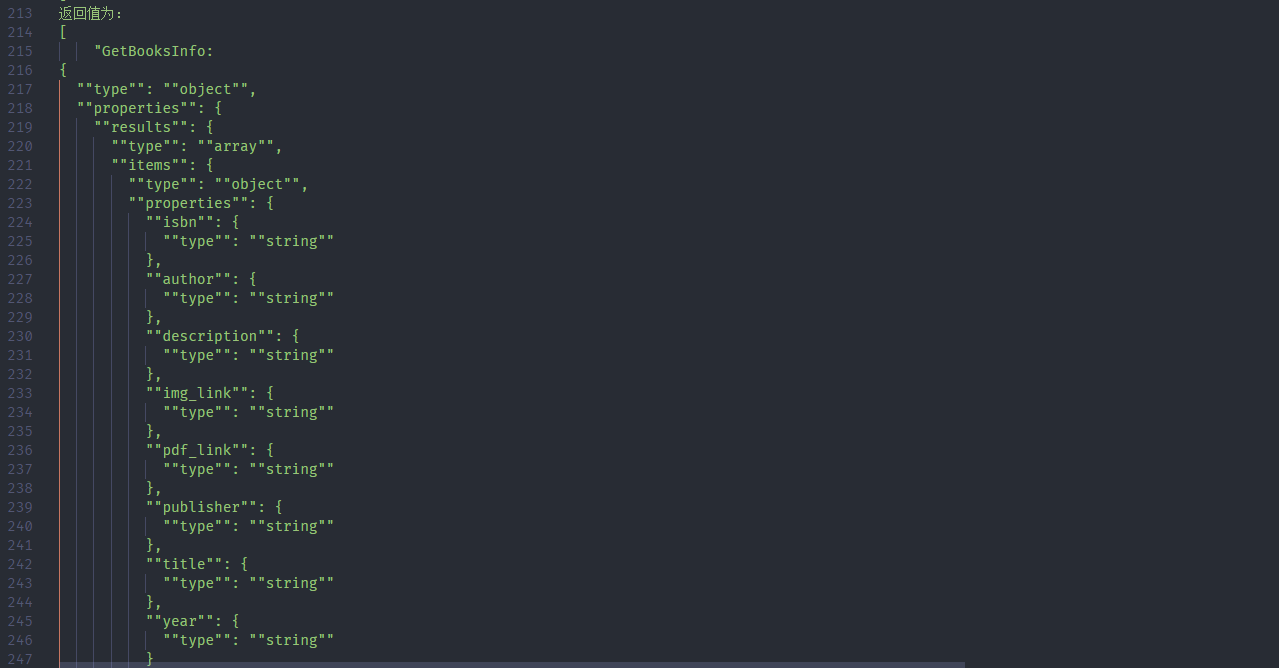 213 返回值为：
214 [
215 "GetBooksInfo:
216 {
217 ""type"": ""object"",
218 ""properties"": {
219 ""results"": {
220 ""type"": ""array"",
221 ""items"": {
222 ""type"": ""object"",
223 ""properties"": {
224 ""isbn"": {
225 ""type"": ""string""
226 },
227 ""author"": {
228 ""type"": ""string""
229 },
230 ""description"": {
231 ""type"": ""string""
232 },
233 ""img_link"": {
234 ""type"": ""string""
235 },
236 ""pdf_link"": {
237 ""type"": ""string""
238 },
239 ""publisher"": {
240 ""type"": ""string""
241 },
242 ""title"": {
243 ""type"": ""string""
244 },
245 ""year"": {
246 ""type"": ""string""
247 }